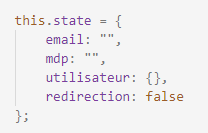 this.state = {
    email: "",
    mdp: "",
    utilisateur: {},
    redirection: false
};